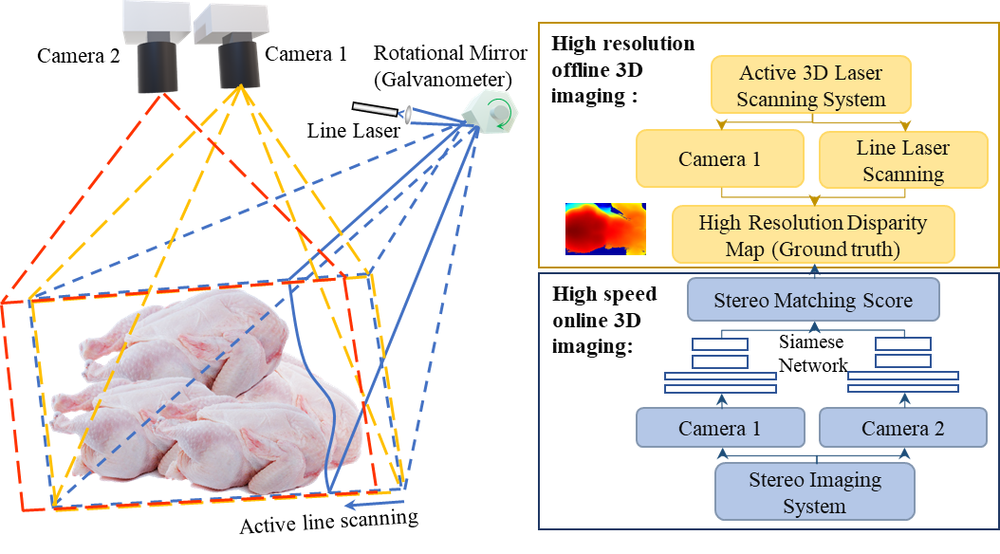 Camera 2
Camera 1
Rotational Mirror
(Galvanometer)
Line Laser
Active line scanning
High resolution
offline 3D
imaging :
Active 3D Laser
Scanning System
Camera 1
Line Laser
Scanning
High Resolution Disparity
Map (Ground truth)
High speed
online 3D
imaging:
Stereo Matching Score
Siamese
Network
Camera 1
Camera 2
Stereo Imaging
System